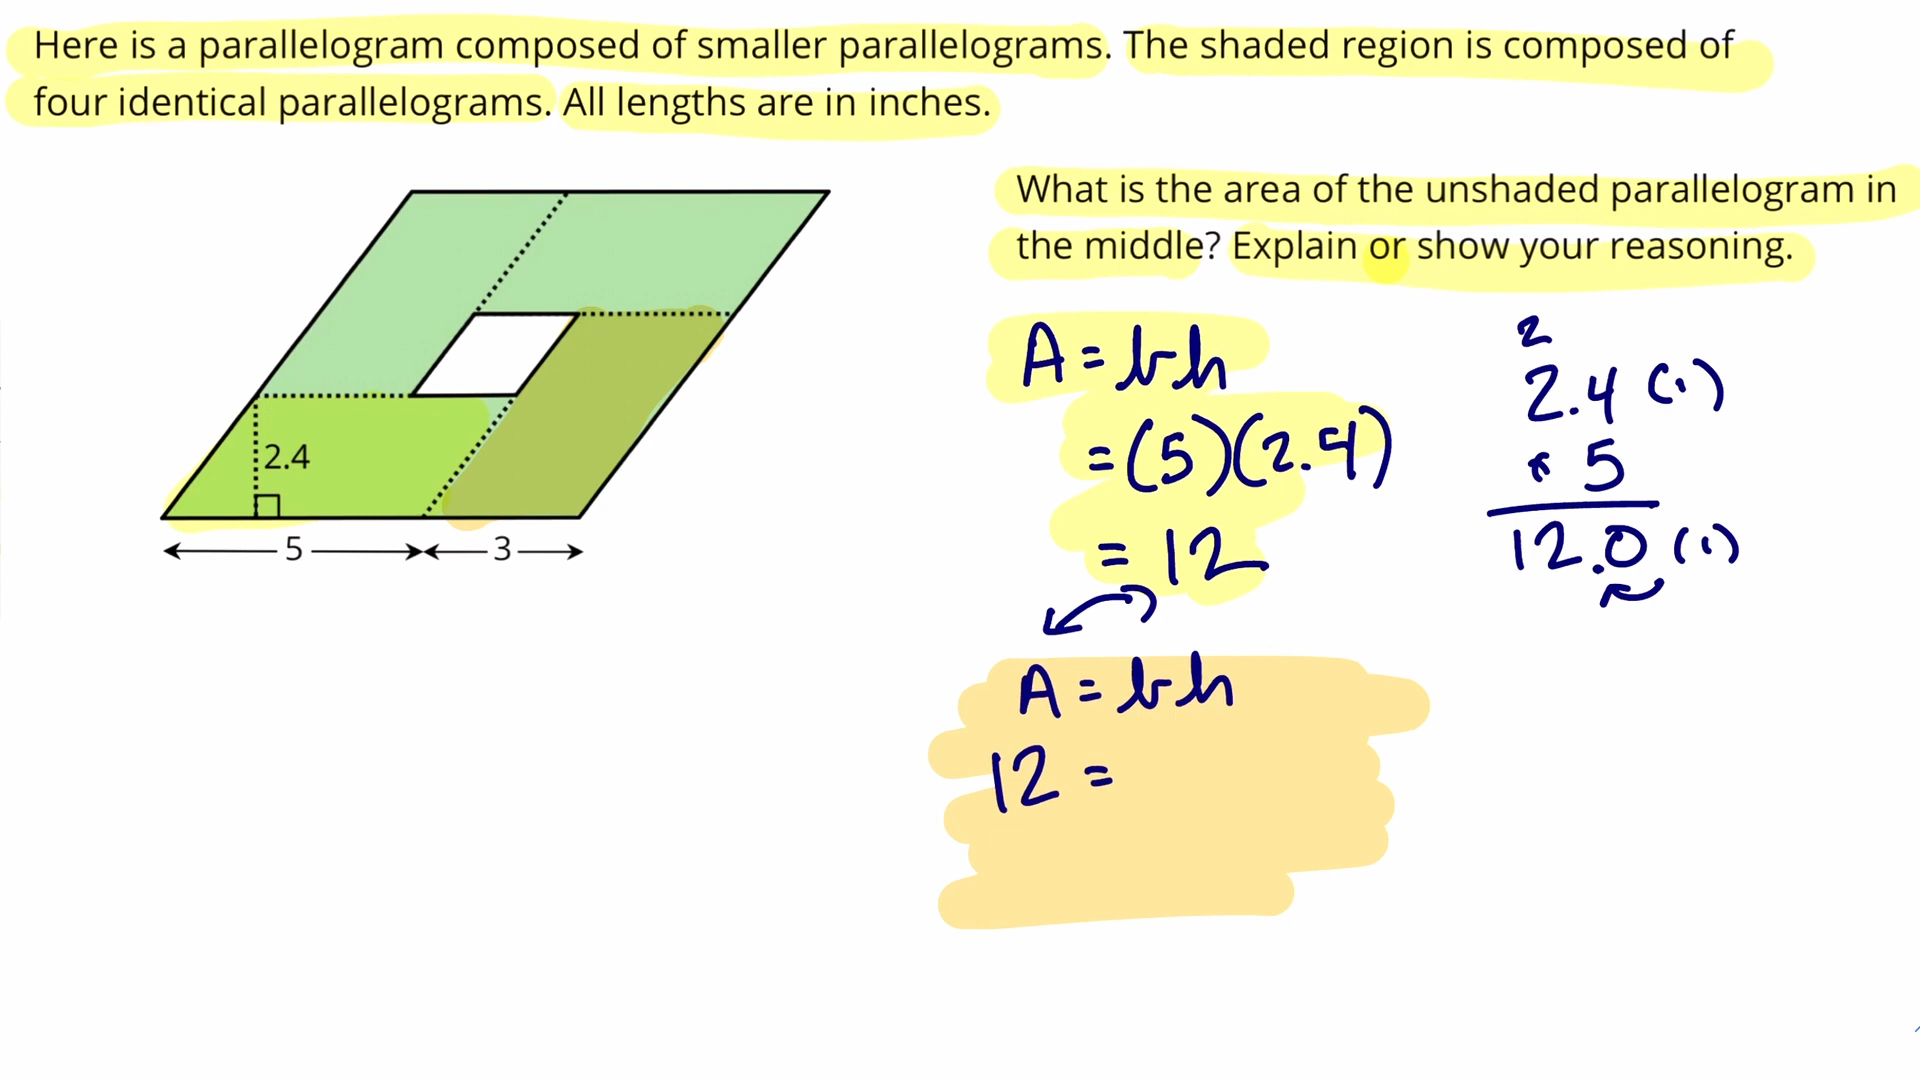 Here is a parallelogram composed of smaller parallelograms. The shaded region is composed of
four identical parallelograms. All lengths are in inches.
What is the area of the unshaded parallelogram in
the middle? Explain or show your reasoning.
2.4
5
3
A = bh
= (5)(2.4)
= 12
A = bh
12 =
2
2.4 (1)
× 5
12.0 (1)